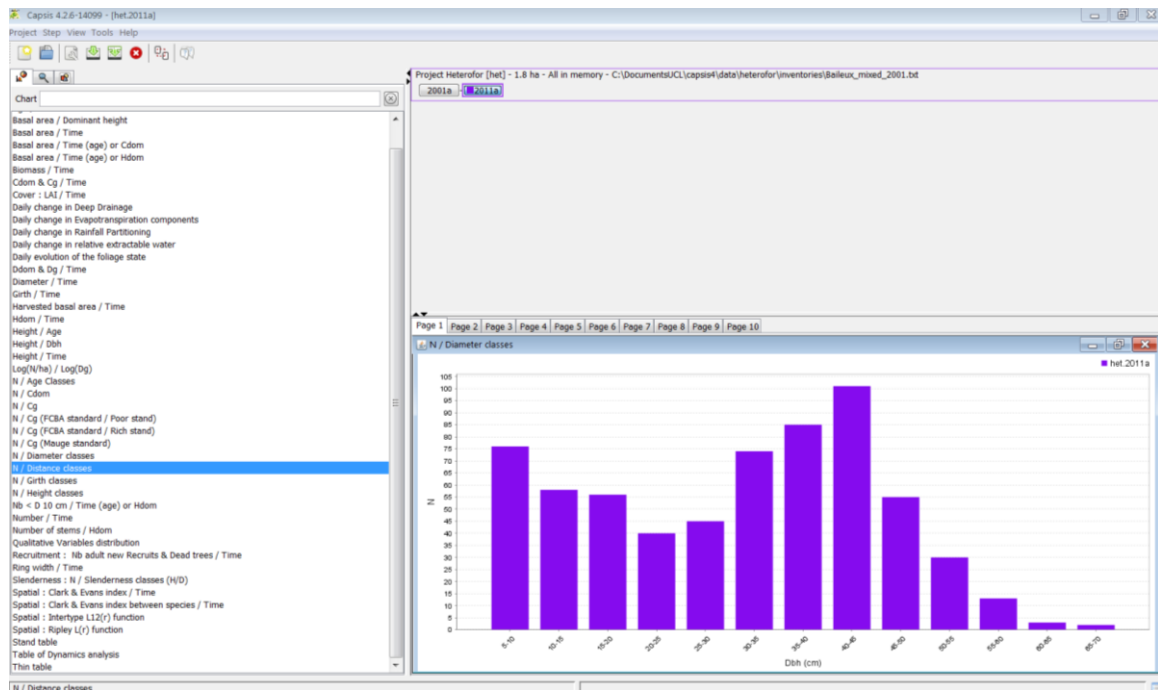 Capsis 4.2.6-14099 - [het.2011a]
Project Step View Tools Help
Chart
Basal area / Dominant height
Basal area / Time
Basal area / Time (age) or Cdom
Basal area / Time (age) or Hdom
Biomass / Time
Cdom & Cg / Time
Cover : LAI / Time
Daily change in Deep Drainage
Daily change in Evapotranspiration components
Daily change in Rainfall Partitioning
Daily change in relative extractable water
Daily evolution of the foliage state
Ddom & Dg / Time
Diameter / Time
Girth / Time
Harvested basal area / Time
Hdom / Time
Height / Age
Height / Dbh
Height / Time
Log(N/ha) / Log(Dg)
N / Age Classes
N / Cdom
N / Cg
N / Cg (FCBA standard / Poor stand)
N / Cg (FCBA standard / Rich stand)
N / Cg (Mauge standard)
N / Diameter classes
N / Distance classes
N / Girth classes
N / Height classes
Nb < D 10 cm / Time (age) or Hdom
Number / Time
Number of stems / Hdom
Qualitative Variables distribution
Recruitment : Nb adult new Recruits & Dead trees / Time
Ring width / Time
Slenderness : N / Slenderness classes (H/D)
Spatial : Clark & Evans index / Time
Spatial : Clark & Evans index between species / Time
Spatial : Intertype L12(r) function
Spatial : Ripley L(r) function
Stand table
Table of Dynamics analysis
Thin table
N / Distance classes
Project Heterofor [het] - 1.8 ha - All in memory - C:\DocumentsUCL\capsis4\data\heterofor\inventories\Baileux_mixed_2001.txt
2001a 2011a
Page 1 Page 2 Page 3 Page 4 Page 5 Page 6 Page 7 Page 8 Page 9 Page 10
N / Diameter classes
het.2011a
105
100
95
90
85
80
75
70
65
60
55
50
45
40
35
30
25
20
15
10
5
0
N
5-10 10-15 15-20 20-25 25-30 30-35 35-40 40-45 45-50 50-55 55-60 60-65 65-70
Dbh (cm)